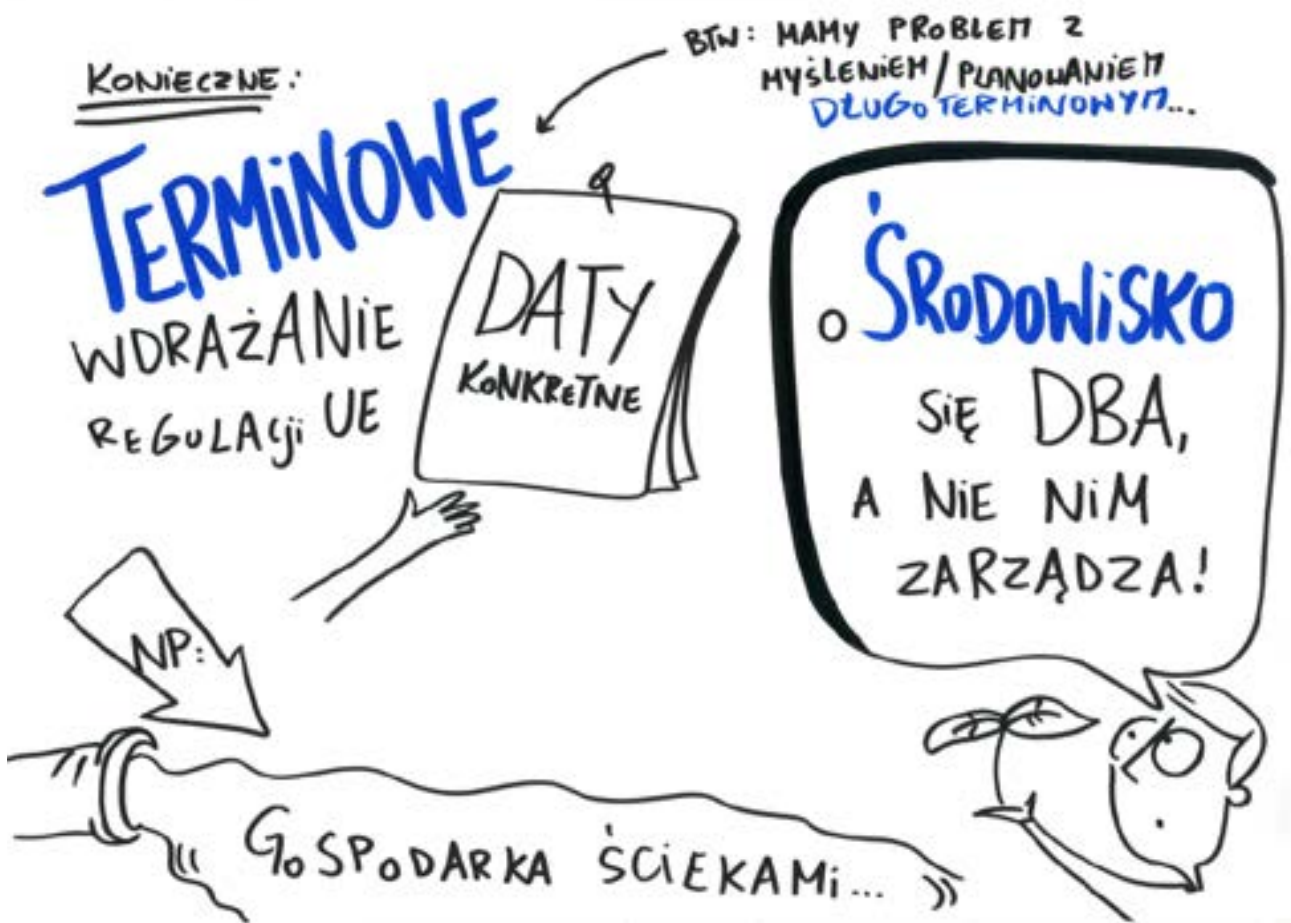 KONIECZNE:
TERMINOWE
WDRAŻANIE
REGULACji UE
BTW: MAMY PROBLEM Z
MYŚLENIEM/PLANOWANIEM
DŁUGOTERMINOWYM...
DATY
KONKRETNE
O ŚRODOWiSKO
SiĘ DBA,
A NiE NiM
ZARZĄDZA!
NP:
GOSPODARKA ŚCiEKAMi...